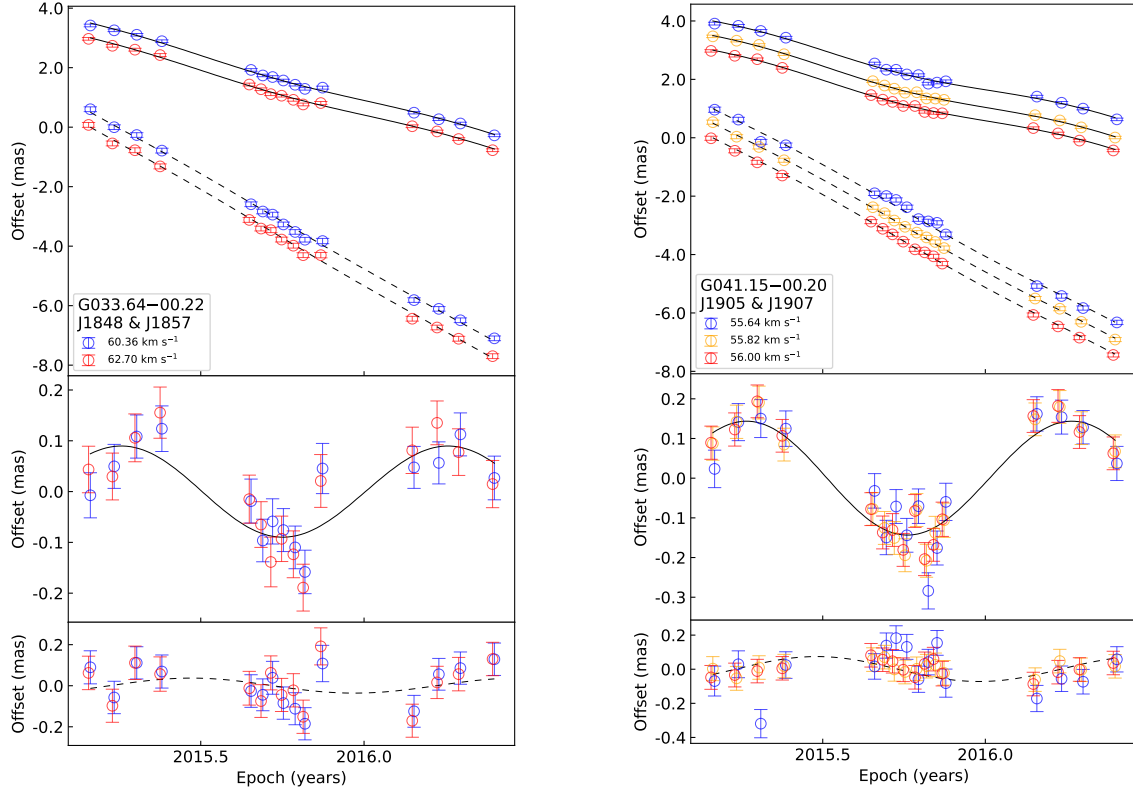 4.0
2.0
0.0
-2.0
-4.0
-6.0
-8.0
Offset (mas)
G033.64−00.22
J1848 & J1857
60.36 km s⁻¹
62.70 km s⁻¹
0.2
0.1
0.0
-0.1
-0.2
Offset (mas)
0.2
0.0
-0.2
Offset (mas)
2015.5
2016.0
Epoch (years)
4.0
2.0
0.0
-2.0
-4.0
-6.0
-8.0
Offset (mas)
G041.15−00.20
J1905 & J1907
55.64 km s⁻¹
55.82 km s⁻¹
56.00 km s⁻¹
0.2
0.1
0.0
-0.1
-0.2
-0.3
Offset (mas)
0.2
0.0
-0.2
-0.4
Offset (mas)
2015.5
2016.0
Epoch (years)